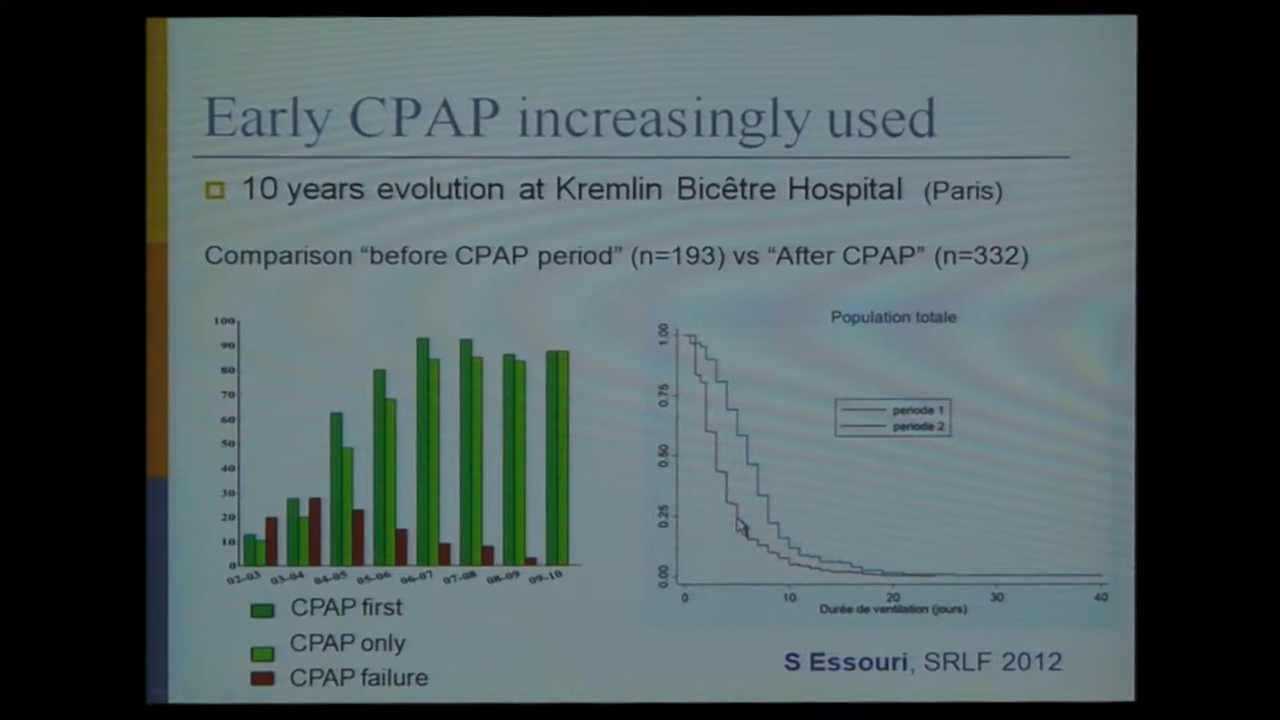 Early CPAP increasingly used
10 years evolution at Kremlin Bicêtre Hospital (Paris)
Comparison “before CPAP period” (n=193) vs “After CPAP” (n=332)
100
90
80
70
60
50
40
30
20
10
0
02-03 03-04 04-05 05-06 06-07 07-08 08-09 09-10
CPAP first
CPAP only
CPAP failure
Population totale
1.00
0.75
0.50
0.25
0.00
periode 1
periode 2
0 10 20 30 40
Durée de ventilation (jours)
S Essouri, SRLF 2012